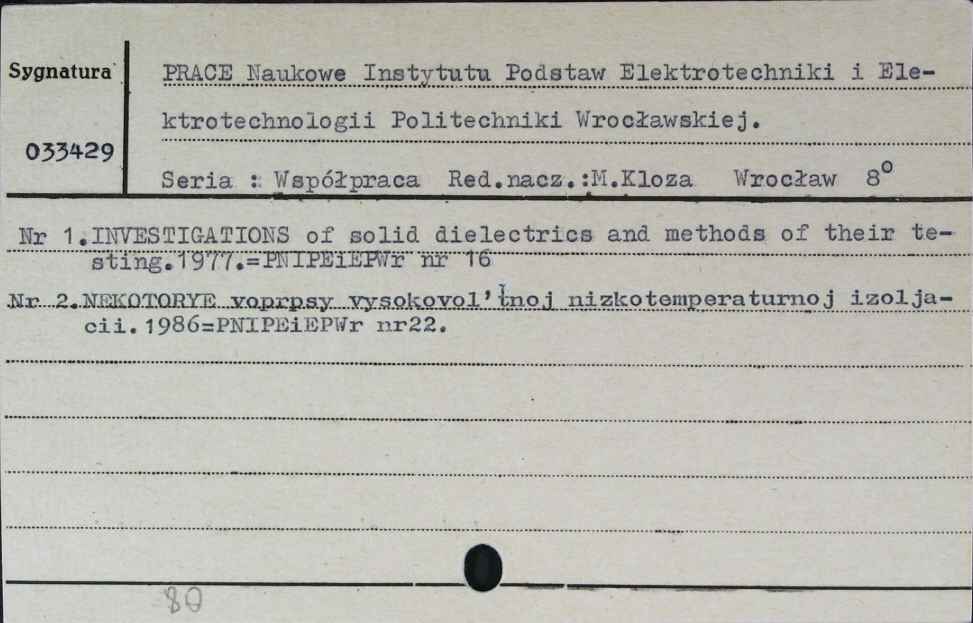 Sygnatura
033429
PRACE Naukowe Instytutu Podstaw Elektrotechniki i Ele-
ktrotechnologii Politechniki Wrocławskiej.
Seria : Współpraca Red.nacz.:M.Kloza Wrocław 8º
Nr 1.INVESTIGATIONS of solid dielectrics and methods of their te-
sting.1977.=PNIPEiEPWr nr 16
Nr 2.NEKOTORYE voprpsy vysokovol'tnoj nizkotemperaturnoj izolja-
cii.1986=PNIPEiEPWr nr22.
80